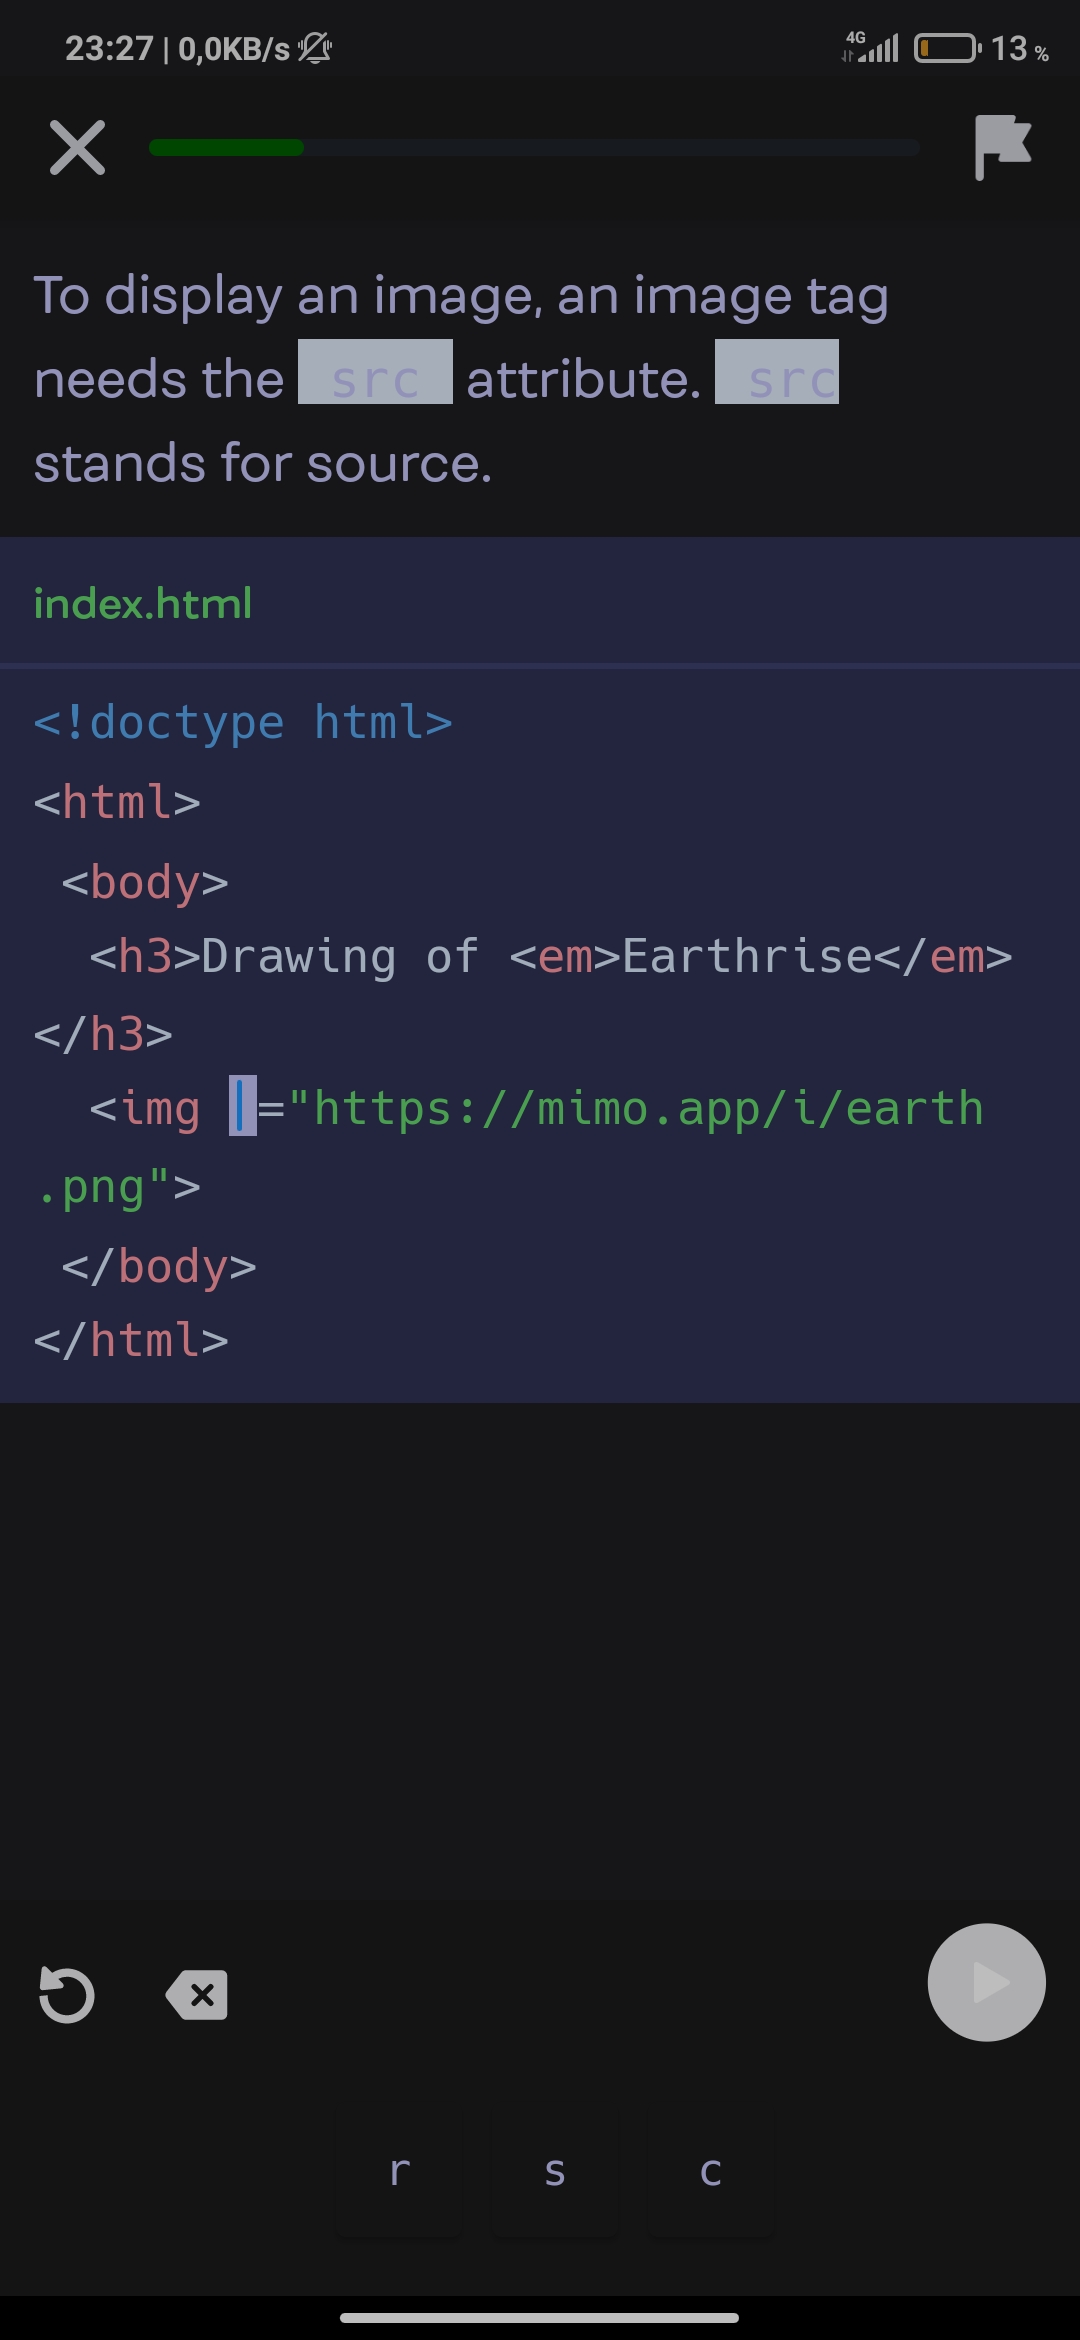 23:27 | 0,0KB/s 4G 13 %
To display an image, an image tag
needs the src attribute. src
stands for source.
index.html
<!doctype html>
<html>
<body>
<h3>Drawing of <em>Earthrise</em>
</h3>
<img ="https://mimo.app/i/earth
.png">
</body>
</html>
r s c